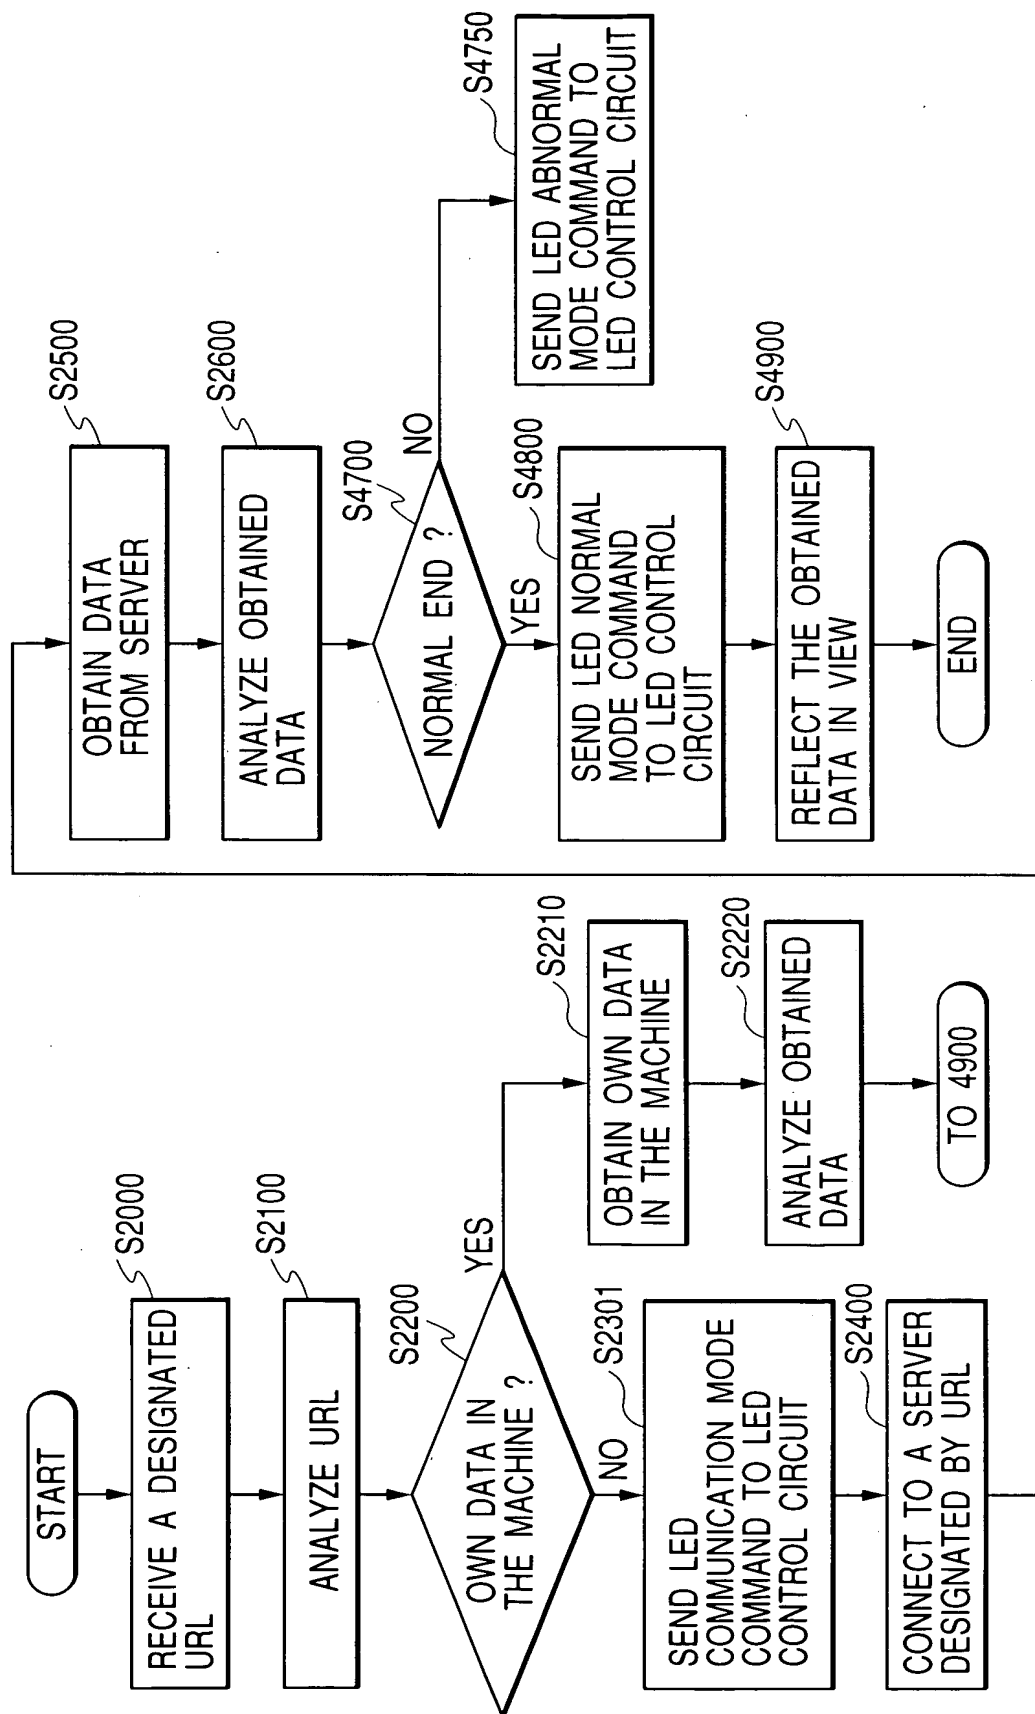 START
S2000
RECEIVE A DESIGNATED
URL
S2100
ANALYZE URL
S2200
OWN DATA IN
THE MACHINE ?
YES
NO
S2210
OBTAIN OWN DATA
IN THE MACHINE
S2220
ANALYZE OBTAINED
DATA
TO 4900
S2301
SEND LED
COMMUNICATION MODE
COMMAND TO LED
CONTROL CIRCUIT
S2400
CONNECT TO A SERVER
DESIGNATED BY URL
S2500
OBTAIN DATA
FROM SERVER
S2600
ANALYZE OBTAINED
DATA
S4700
NORMAL END ?
NO
YES
S4750
SEND LED ABNORMAL
MODE COMMAND TO
LED CONTROL CIRCUIT
S4800
SEND LED NORMAL
MODE COMMAND
TO LED CONTROL
CIRCUIT
S4900
REFLECT THE OBTAINED
DATA IN VIEW
END